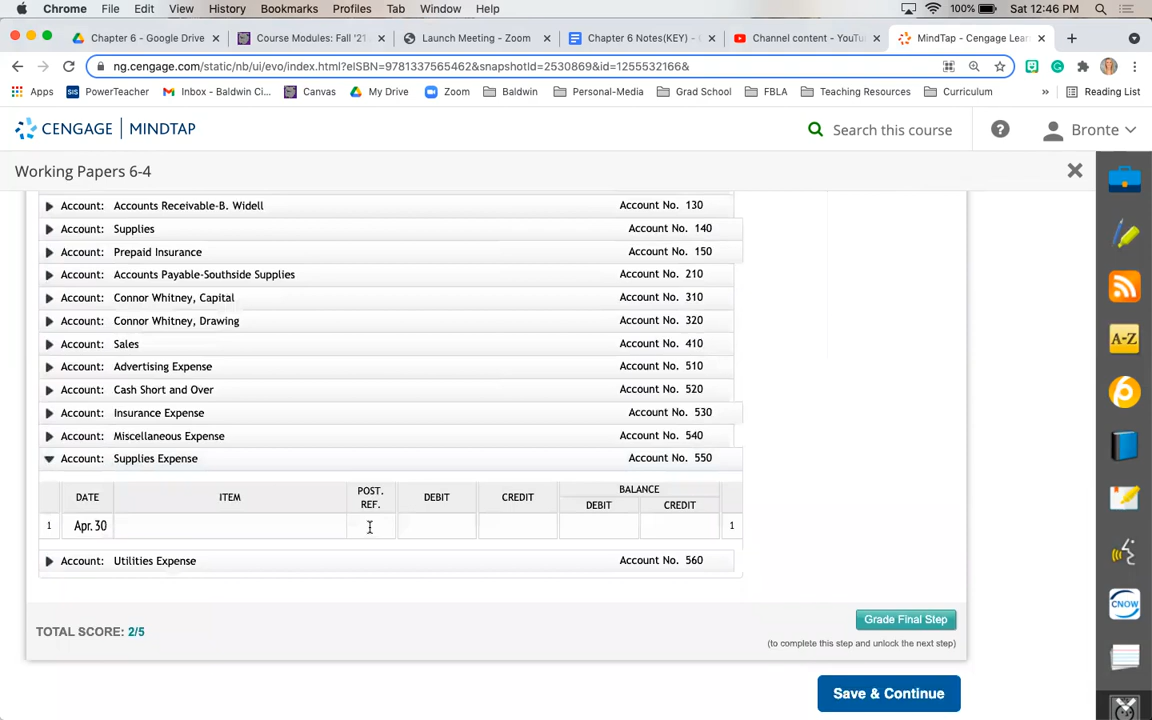 Chrome File Edit View History Bookmarks Profiles Tab Window Help 100% Sat 12:46 PM
Chapter 6 - Google Drive Course Modules: Fall '21 Launch Meeting - Zoom Chapter 6 Notes(KEY) - G Channel content - YouTu MindTap - Cengage Lear
ng.cengage.com/static/nb/ui/evo/index.html?eISBN=9781337565462&snapshotId=2530869&id=1255532166&
Apps SIS PowerTeacher Inbox - Baldwin Ci... Canvas My Drive Zoom Baldwin Personal-Media Grad School FBLA Teaching Resources Curriculum » Reading List
CENGAGE | MINDTAP Search this course ? Bronte
Working Papers 6-4
Account: Accounts Receivable-B. Widell Account No. 130
Account: Supplies Account No. 140
Account: Prepaid Insurance Account No. 150
Account: Accounts Payable-Southside Supplies Account No. 210
Account: Connor Whitney, Capital Account No. 310
Account: Connor Whitney, Drawing Account No. 320
Account: Sales Account No. 410
Account: Advertising Expense Account No. 510
Account: Cash Short and Over Account No. 520
Account: Insurance Expense Account No. 530
Account: Miscellaneous Expense Account No. 540
Account: Supplies Expense Account No. 550
DATE ITEM POST. REF. DEBIT CREDIT BALANCE
DEBIT CREDIT
1 Apr. 30 1
Account: Utilities Expense Account No. 560
Grade Final Step
TOTAL SCORE: 2/5
(to complete this step and unlock the next step)
Save & Continue
A-Z
CNOW